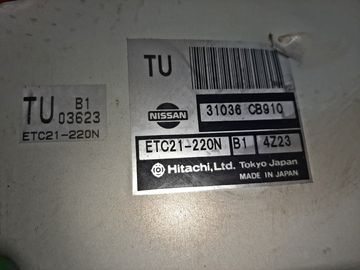 TU
NISSAN
31036 CB910
ETC21-220N B1 4Z23
Hitachi,Ltd. Tokyo Japan
MADE IN JAPAN
TU B1
03623
ETC21-220N